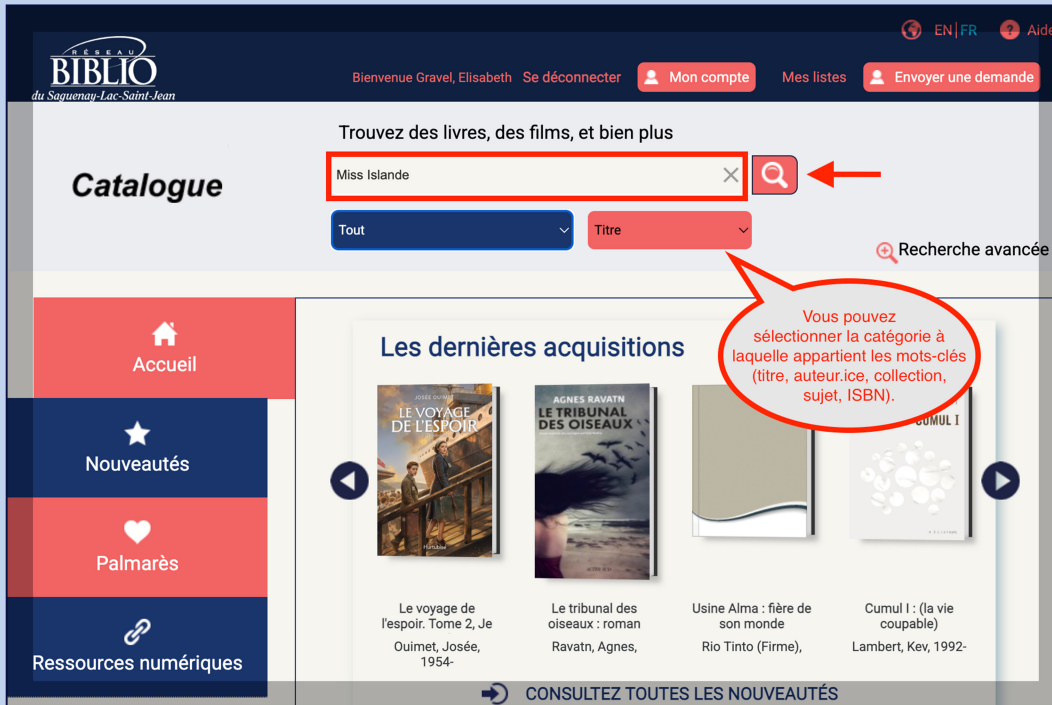 EN|FR
? Aide
RÉSEAU
BIBLIO
du Saguenay-Lac-Saint-Jean
Bienvenue Gravel, Elisabeth Se déconnecter Mon compte Mes listes Envoyer une demande
Trouvez des livres, des films, et bien plus
Catalogue
Miss Islande
Tout
Titre
Recherche avancée
Vous pouvez
sélectionner la catégorie à
laquelle appartient les mots-clés
(titre, auteur.ice, collection,
sujet, ISBN).
Accueil
Nouveautés
Palmarès
Ressources numériques
Les dernières acquisitions
JOSÉE OUIMET
LE VOYAGE
DE L'ESPOIR
Hurtubise
AGNES RAVATN
LE TRIBUNAL
DES OISEAUX
CUMUL I
Le voyage de
l'espoir. Tome 2, Je
Ouimet, Josée,
1954-
Le tribunal des
oiseaux : roman
Ravatn, Agnes,
Usine Alma : fière de
son monde
Rio Tinto (Firme),
Cumul I : (la vie
coupable)
Lambert, Kev, 1992-
CONSULTEZ TOUTES LES NOUVEAUTÉS